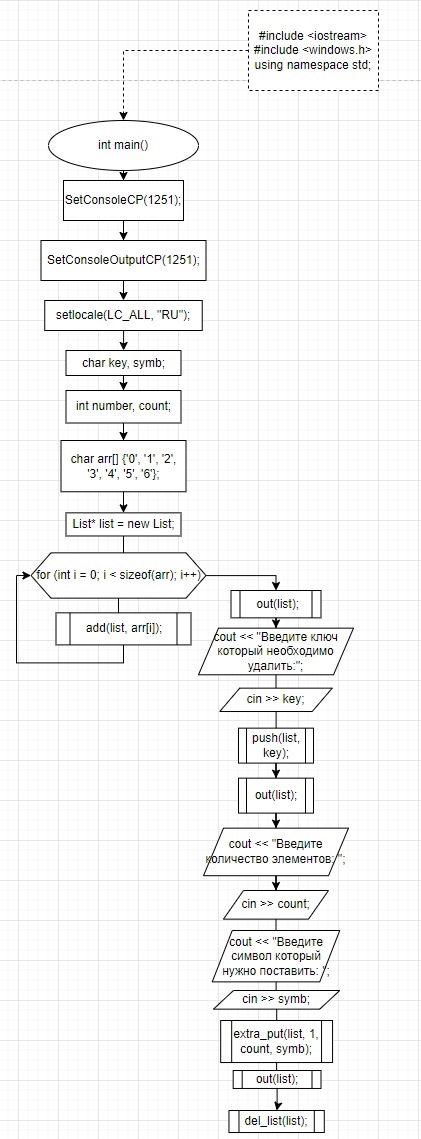 #include <iostream>
#include <windows.h>
using namespace std;
int main()
SetConsoleCP(1251);
SetConsoleOutputCP(1251);
setlocale(LC_ALL, "RU");
char key, symb;
int number, count;
char arr[] {'0', '1', '2',
'3', '4', '5', '6'};
List* list = new List;
for (int i = 0; i < sizeof(arr); i++)
add(list, arr[i]);
out(list);
cout << "Введите ключ
который необходимо
удалить:";
cin >> key;
push(list,
key);
out(list);
cout << "Введите
количество элементов: ";
cin >> count;
cout << "Введите
символ который
нужно поставить: ";
cin >> symb;
extra_put(list, 1,
count, symb);
out(list);
del_list(list);